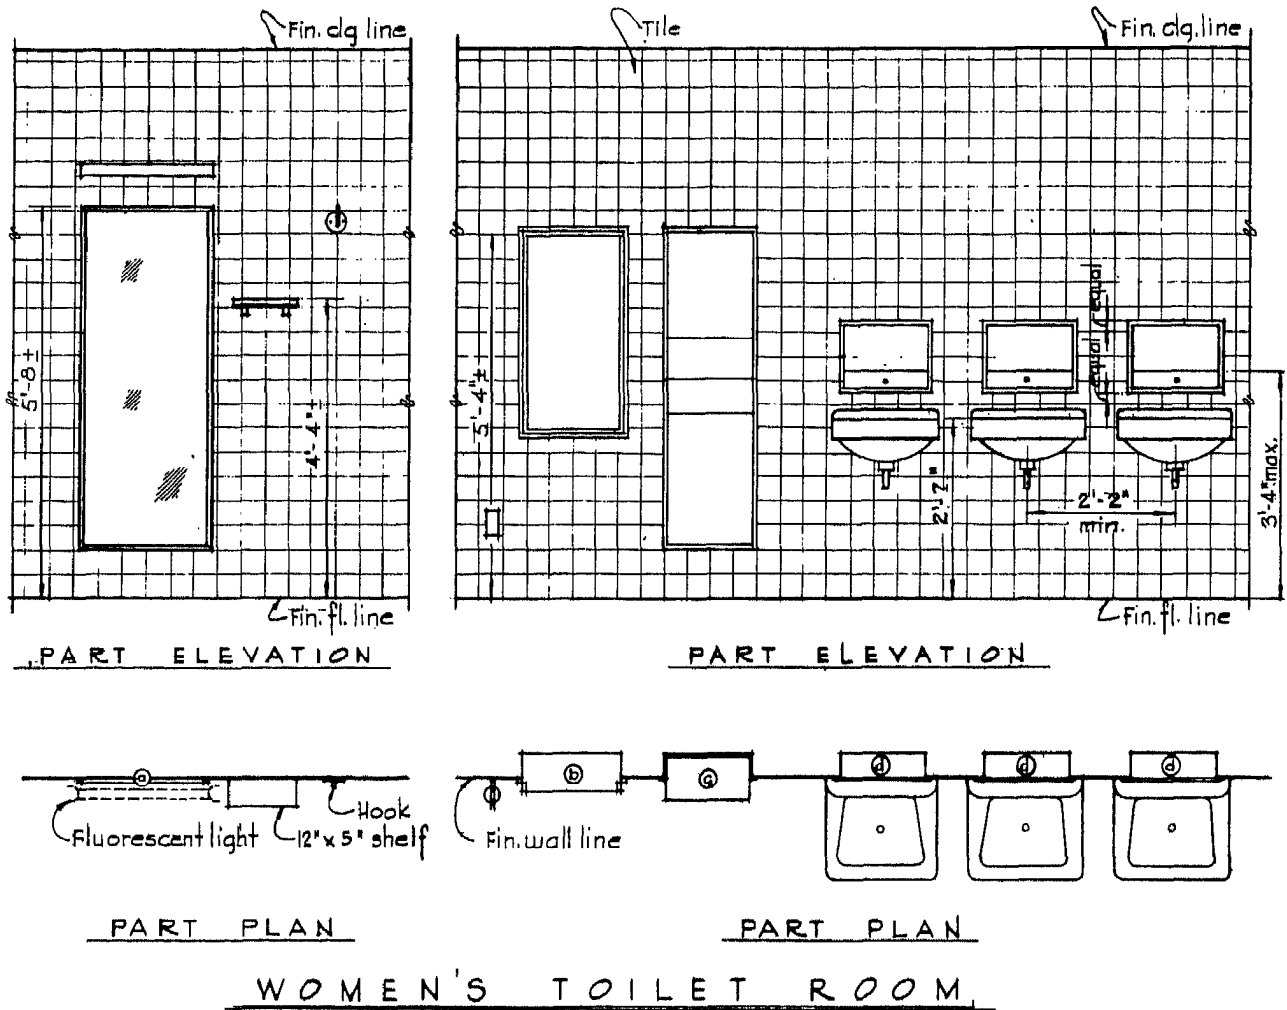 Fin. clg line
Tile
Fin. clg. line
5'-8 ±
4'-4" ±
5'-4" ±
equal
equal
2'-7"
2'-2"
min.
3'-4" max.
Fin. fl. line
Fin. fl. line
PART ELEVATION
PART ELEVATION
a
b
c
d
d
d
Hook
Fluorescent light
12" x 5" shelf
Fin. wall line
PART PLAN
PART PLAN
WOMEN'S TOILET ROOM